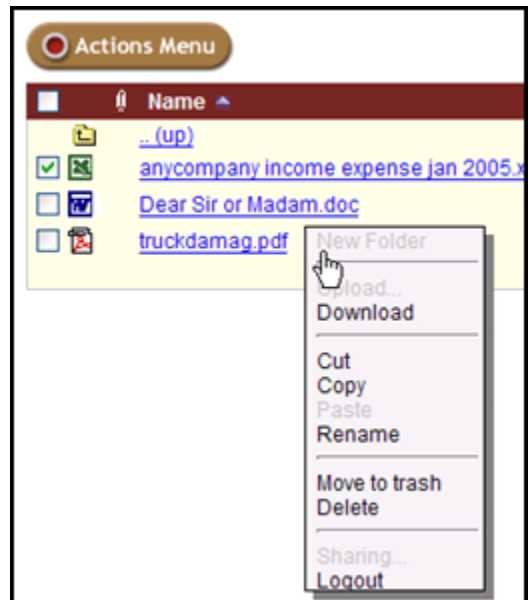 Actions Menu
Name
.. (up)
anycompany income expense jan 2005.x
Dear Sir or Madam.doc
truckdamag.pdf
New Folder
Upload...
Download
Cut
Copy
Paste
Rename
Move to trash
Delete
Sharing...
Logout